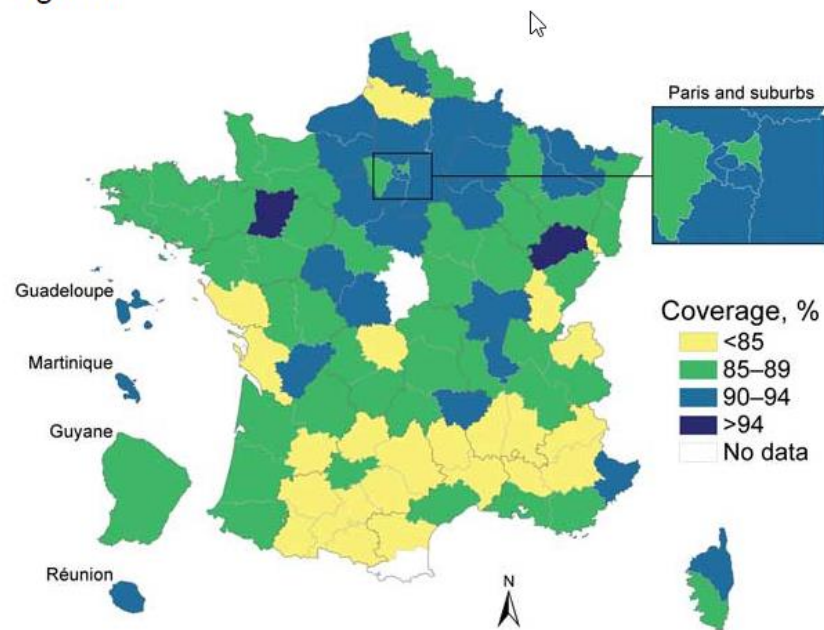 Paris and suburbs
Guadeloupe
Martinique
Guyane
Réunion
Coverage, %
<85
85–89
90–94
>94
No data
N